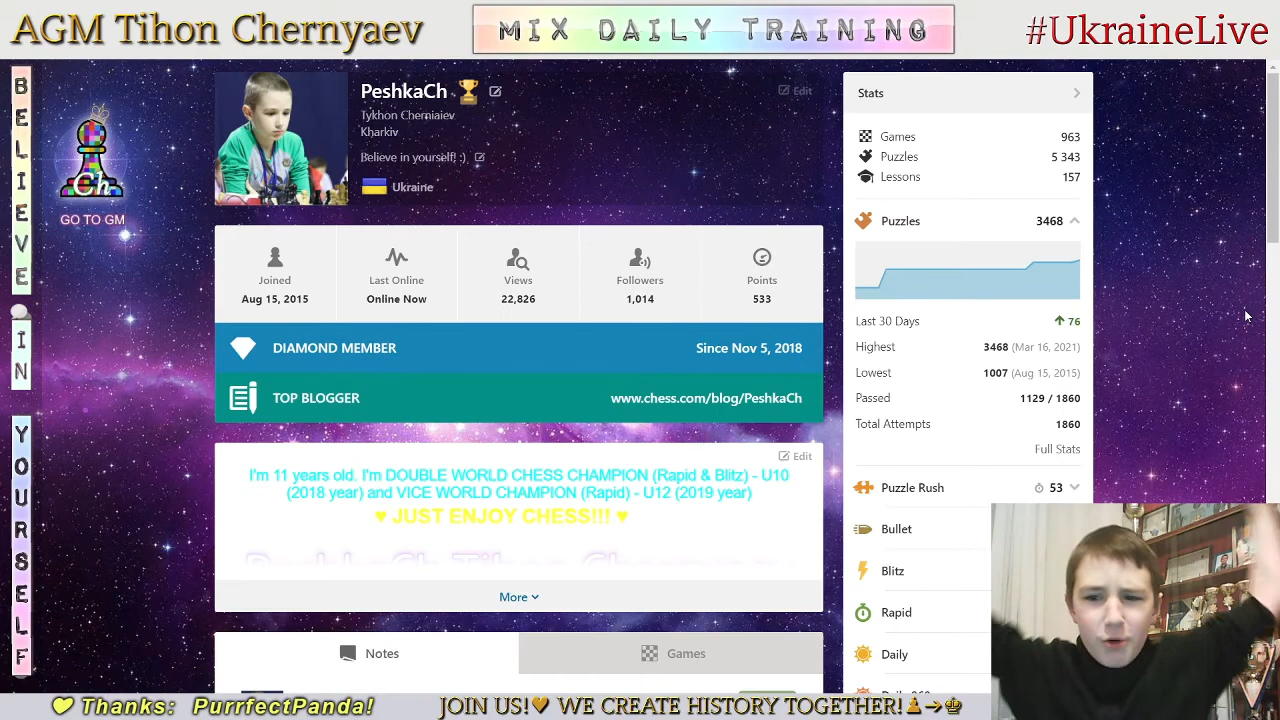 AGM Tihon Chernyaev
MIX DAILY TRAINING
#UkraineLive
BELIEVE IN YOURSELF
Ch
GO TO GM
PeshkaCh
Edit
Tykhon Cherniaiev
Kharkiv
Believe in yourself! :)
Ukraine
Joined
Aug 15, 2015
Last Online
Online Now
Views
22,826
Followers
1,014
Points
533
DIAMOND MEMBER
Since Nov 5, 2018
TOP BLOGGER
www.chess.com/blog/PeshkaCh
Edit
I'm 11 years old. I'm DOUBLE WORLD CHESS CHAMPION (Rapid & Blitz) - U10
(2018 year) and VICE WORLD CHAMPION (Rapid) - U12 (2019 year)
♥ JUST ENJOY CHESS!!! ♥
More
Notes
Games
Stats
Games 963
Puzzles 5 343
Lessons 157
Puzzles 3468
Last 30 Days 76
Highest 3468 (Mar 16, 2021)
Lowest 1007 (Aug 15, 2015)
Passed 1129 / 1860
Total Attempts 1860
Full Stats
Puzzle Rush 53
Bullet
Blitz
Rapid
Daily
Thanks: PurrfectPanda!
JOIN US!♥ WE CREATE HISTORY TOGETHER!♟→♚